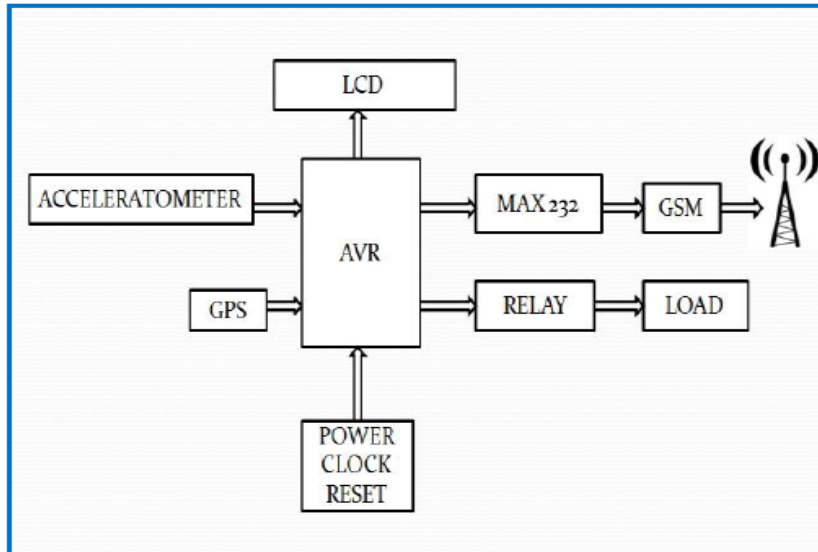 LCD
ACCELERATOMETER
AVR
MAX 232
GSM
GPS
RELAY
LOAD
POWER
CLOCK
RESET